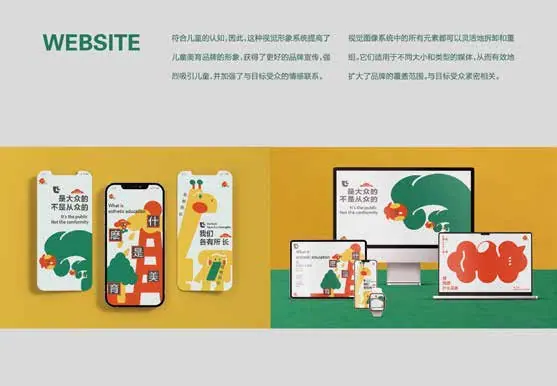 WEBSITE
符合儿童的认知,因此,这种视觉形象系统提高了
儿童美育品牌的形象,获得了更好的品牌宣传,强
烈吸引儿童,并加强了与目标受众的情感联系。
视觉图像系统中的所有元素都可以灵活地拆卸和重
组,它们适用于不同大小和类型的媒体,从而有效地
扩大了品牌的覆盖范围,与目标受众紧密相关。
是大众的
不是从众的
It's the public
Not the conformity
What is
esthetic education
什
麽 是
美
育
我们
各有所长
是大众的
不是从众的
It's the public
Not the conformity
What is
esthetic education